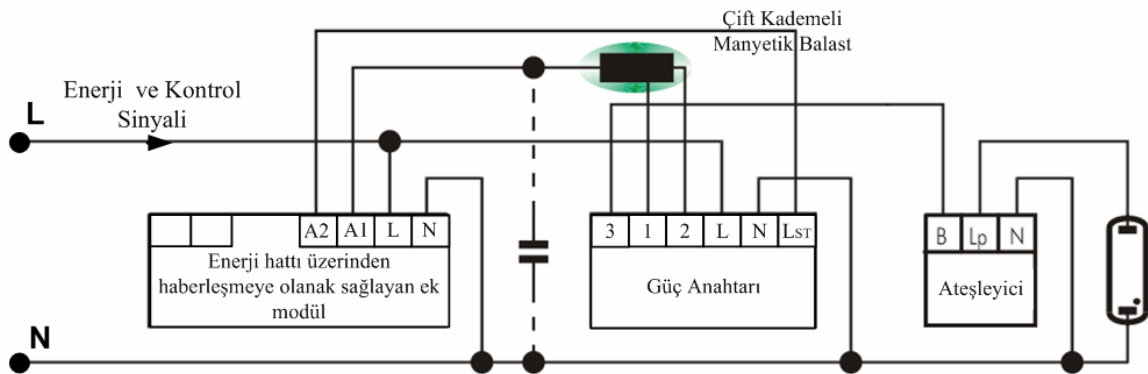 Çift Kademeli
Manyetik Balast
Enerji ve Kontrol
Sinyali
L
A2 A1 L N
3 1 2 L N LST
B Lp N
Enerji hattı üzerinden
haberleşmeye olanak sağlayan ek
modül
Güç Anahtarı
Ateşleyici
N